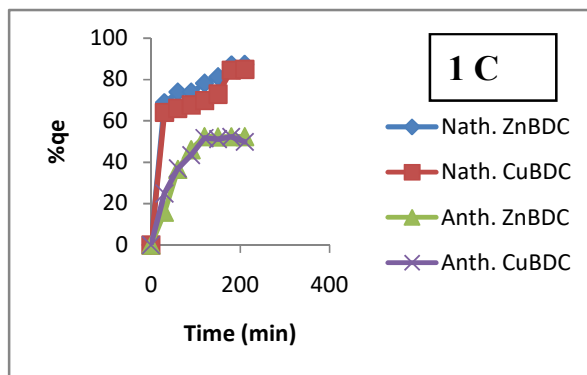 100
80
60
40
20
0
%qe
0
200
400
Time (min)
1 C
Nath. ZnBDC
Nath. CuBDC
Anth. ZnBDC
Anth. CuBDC